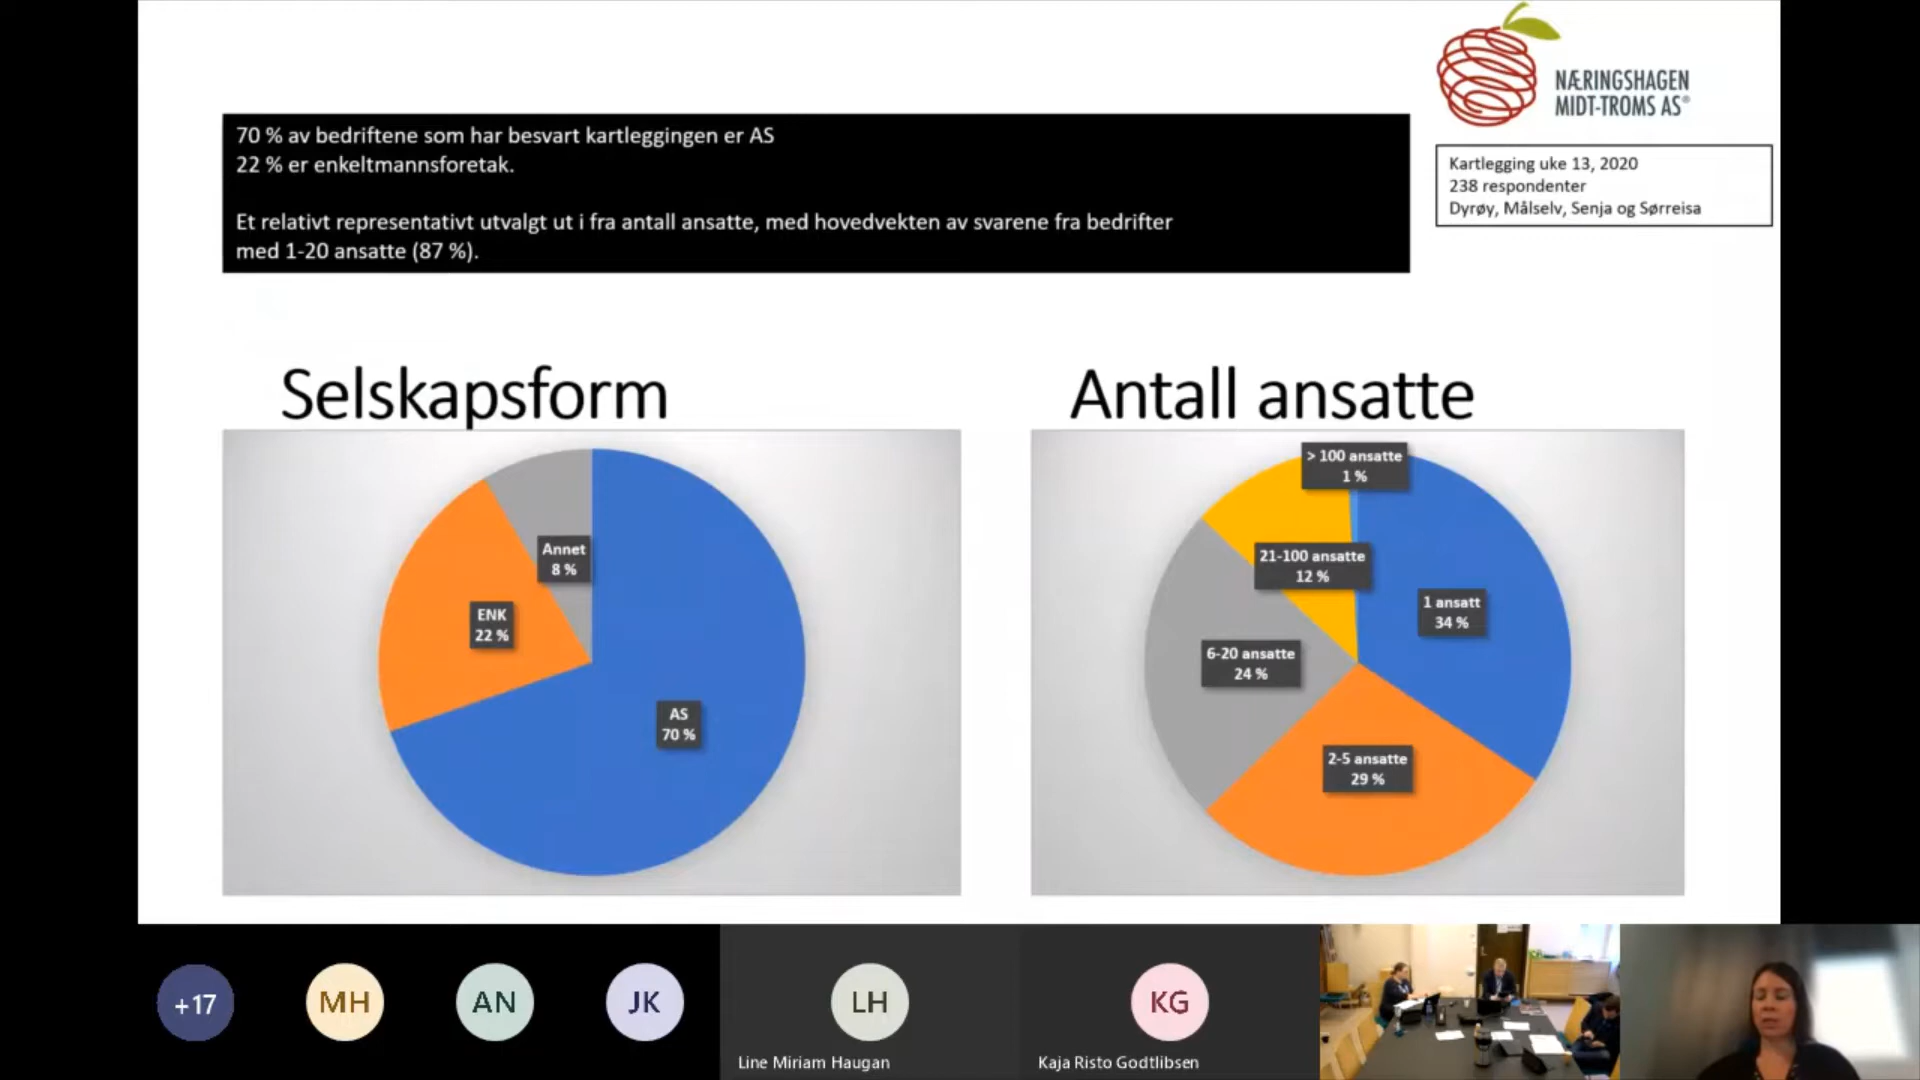 NÆRINGSHAGEN
MIDT-TROMS AS®
70 % av bedriftene som har besvart kartleggingen er AS
22 % er enkeltmannsforetak.
Et relativt representativt utvalgt ut i fra antall ansatte, med hovedvekten av svarene fra bedrifter
med 1-20 ansatte (87 %).
Kartlegging uke 13, 2020
238 respondenter
Dyrøy, Målselv, Senja og Sørreisa
Selskapsform
Annet
8 %
ENK
22 %
AS
70 %
Antall ansatte
> 100 ansatte
1 %
21-100 ansatte
12 %
1 ansatt
34 %
6-20 ansatte
24 %
2-5 ansatte
29 %
+17
MH
AN
JK
LH
Line Miriam Haugan
KG
Kaja Risto Godtlibsen